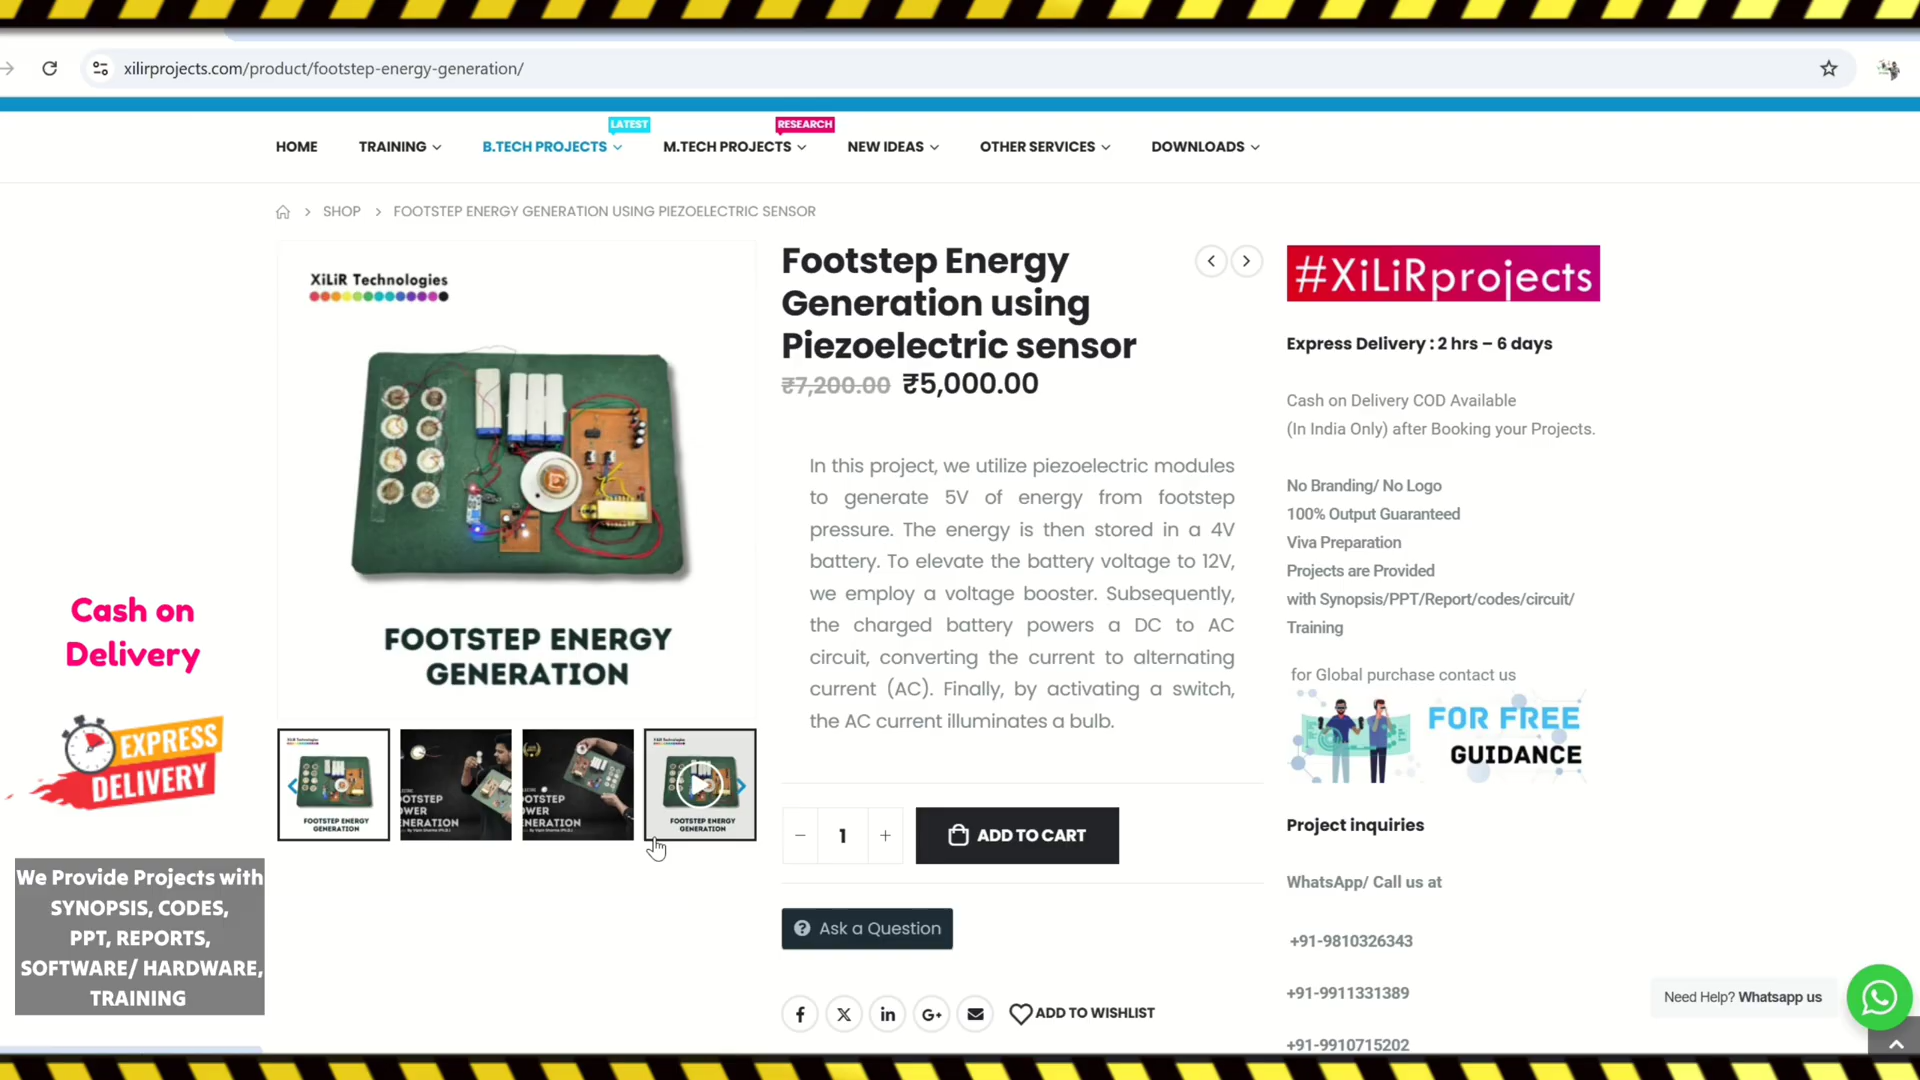 xilirprojects.com/product/footstep-energy-generation/
LATEST
RESEARCH
HOME
TRAINING
B.TECH PROJECTS
M.TECH PROJECTS
NEW IDEAS
OTHER SERVICES
DOWNLOADS
SHOP
FOOTSTEP ENERGY GENERATION USING PIEZOELECTRIC SENSOR
XiLiR Technologies
FOOTSTEP ENERGY
GENERATION
Footstep Energy
Generation using
Piezoelectric sensor
₹7,200.00 ₹5,000.00
In this project, we utilize piezoelectric modules
to generate 5V of energy from footstep
pressure. The energy is then stored in a 4V
battery. To elevate the battery voltage to 12V,
we employ a voltage booster. Subsequently,
the charged battery powers a DC to AC
circuit, converting the current to alternating
current (AC). Finally, by activating a switch,
the AC current illuminates a bulb.
1
ADD TO CART
Ask a Question
ADD TO WISHLIST
#XiLiRprojects
Express Delivery : 2 hrs – 6 days
Cash on Delivery COD Available
(In India Only) after Booking your Projects.
No Branding/ No Logo
100% Output Guaranteed
Viva Preparation
Projects are Provided
with Synopsis/PPT/Report/codes/circuit/
Training
for Global purchase contact us
FOR FREE
GUIDANCE
Project inquiries
WhatsApp/ Call us at
+91-9810326343
+91-9911331389
+91-9910715202
Need Help? Whatsapp us
Cash on
Delivery
EXPRESS
DELIVERY
We Provide Projects with
SYNOPSIS, CODES,
PPT, REPORTS,
SOFTWARE/ HARDWARE,
TRAINING
FOOTSTEP ENERGY
GENERATION
FOOTSTEP ENERGY
GENERATION